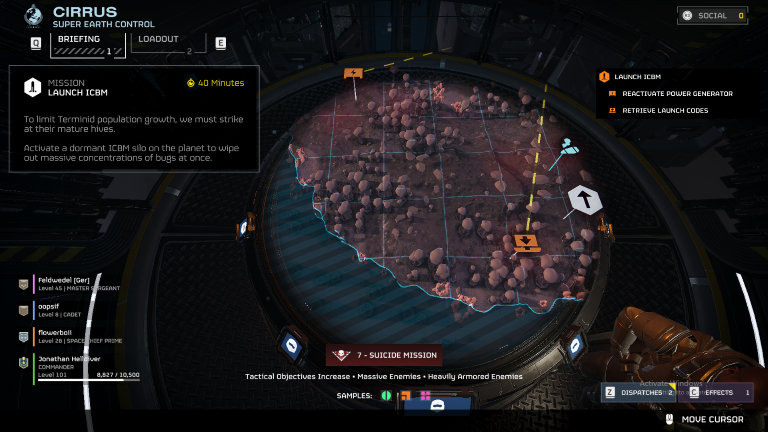 CIRRUS
SUPER EARTH CONTROL
SC SOCIAL 0
Q BRIEFING 1 LOADOUT 2 E
MISSION
LAUNCH ICBM
40 Minutes
To limit Terminid population growth, we must strike
at their mature hives.
Activate a dormant ICBM silo on the planet to wipe
out massive concentrations of bugs at once.
LAUNCH ICBM
REACTIVATE POWER GENERATOR
RETRIEVE LAUNCH CODES
Feldwedel [Ger]
Level 45 | MASTER SERGEANT
oopsif
Level 6 | CADET
flowerboii
Level 28 | SPACE CHIEF PRIME
Jonathan Helldiver
COMMANDER
Level 101 8,827 / 10,500
7 - SUICIDE MISSION
Tactical Objectives Increase • Massive Enemies • Heavily Armored Enemies
SAMPLES:
Activate Windows
Z DISPATCHES 2 C EFFECTS 1
MOVE CURSOR